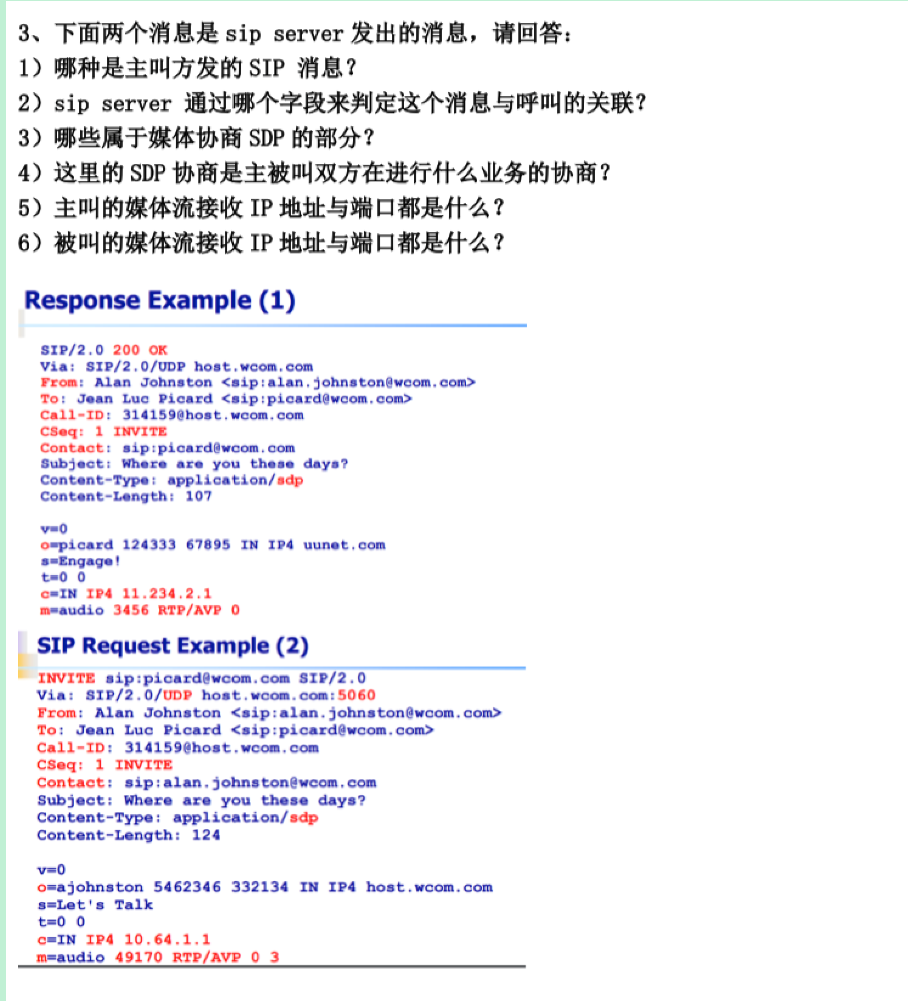 3、下面两个消息是 sip server 发出的消息，请回答：
1）哪种是主叫方发的 SIP 消息？
2）sip server 通过哪个字段来判定这个消息与呼叫的关联？
3）哪些属于媒体协商 SDP 的部分？
4）这里的 SDP 协商是主被叫双方在进行什么业务的协商？
5）主叫的媒体流接收 IP 地址与端口都是什么？
6）被叫的媒体流接收 IP 地址与端口都是什么？
Response Example (1)
SIP/2.0 200 OK
Via: SIP/2.0/UDP host.wcom.com
From: Alan Johnston <sip:alan.johnston@wcom.com>
To: Jean Luc Picard <sip:picard@wcom.com>
Call-ID: 314159@host.wcom.com
CSeq: 1 INVITE
Contact: sip:picard@wcom.com
Subject: Where are you these days?
Content-Type: application/sdp
Content-Length: 107
v=0
o=picard 124333 67895 IN IP4 uunet.com
s=Engage!
t=0 0
c=IN IP4 11.234.2.1
m=audio 3456 RTP/AVP 0
SIP Request Example (2)
INVITE sip:picard@wcom.com SIP/2.0
Via: SIP/2.0/UDP host.wcom.com:5060
From: Alan Johnston <sip:alan.johnston@wcom.com>
To: Jean Luc Picard <sip:picard@wcom.com>
Call-ID: 314159@host.wcom.com
CSeq: 1 INVITE
Contact: sip:alan.johnston@wcom.com
Subject: Where are you these days?
Content-Type: application/sdp
Content-Length: 124
v=0
o=ajohnston 5462346 332134 IN IP4 host.wcom.com
s=Let's Talk
t=0 0
c=IN IP4 10.64.1.1
m=audio 49170 RTP/AVP 0 3